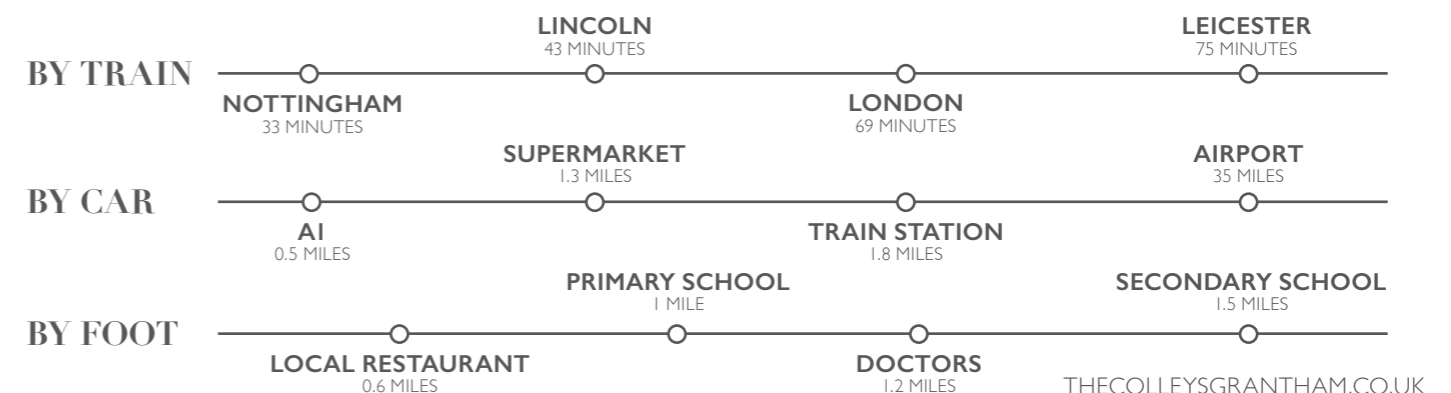 LINCOLN
43 MINUTES
LEICESTER
75 MINUTES
BY TRAIN
NOTTINGHAM
33 MINUTES
LONDON
69 MINUTES
SUPERMARKET
1.3 MILES
AIRPORT
35 MILES
BY CAR
A1
0.5 MILES
TRAIN STATION
1.8 MILES
PRIMARY SCHOOL
1 MILE
SECONDARY SCHOOL
1.5 MILES
BY FOOT
LOCAL RESTAURANT
0.6 MILES
DOCTORS
1.2 MILES
THECOLLEYSGRANTHAM.CO.UK